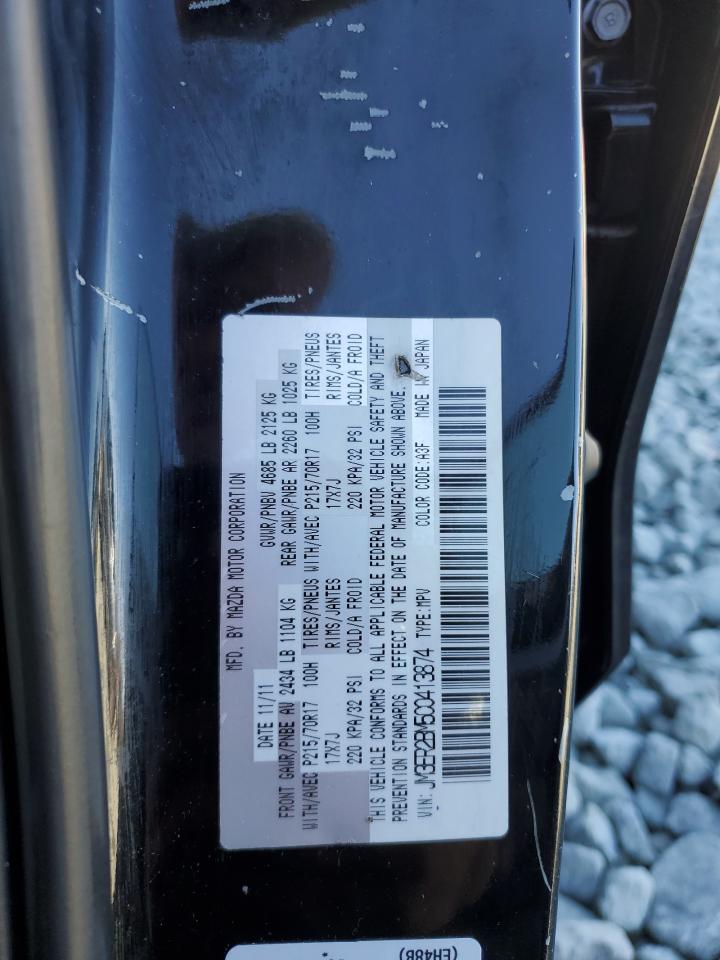 MFD. BY MAZDA MOTOR CORPORATION
DATE 11/11 GVWR/PNBV 4685 LB 2125 KG
FRONT GAWR/PNBE AV 2434 LB 1104 KG REAR GAWR/PNBE AR 2260 LB 1025 KG
WITH/AVEC P215/70R17 100H TIRES/PNEUS WITH/AVEC P215/70R17 100H TIRES/PNEUS
17X7J RIMS/JANTES 17X7J RIMS/JANTES
220 KPA/32 PSI COLD/A FROID 220 KPA/32 PSI COLD/A FROID
THIS VEHICLE CONFORMS TO ALL APPLICABLE FEDERAL MOTOR VEHICLE SAFETY AND THEFT
PREVENTION STANDARDS IN EFFECT ON THE DATE OF MANUFACTURE SHOWN ABOVE.
VIN: JM3ER2BM5C0413874 TYPE:MPV COLOR CODE:A3F MADE IN JAPAN
(EH48B)